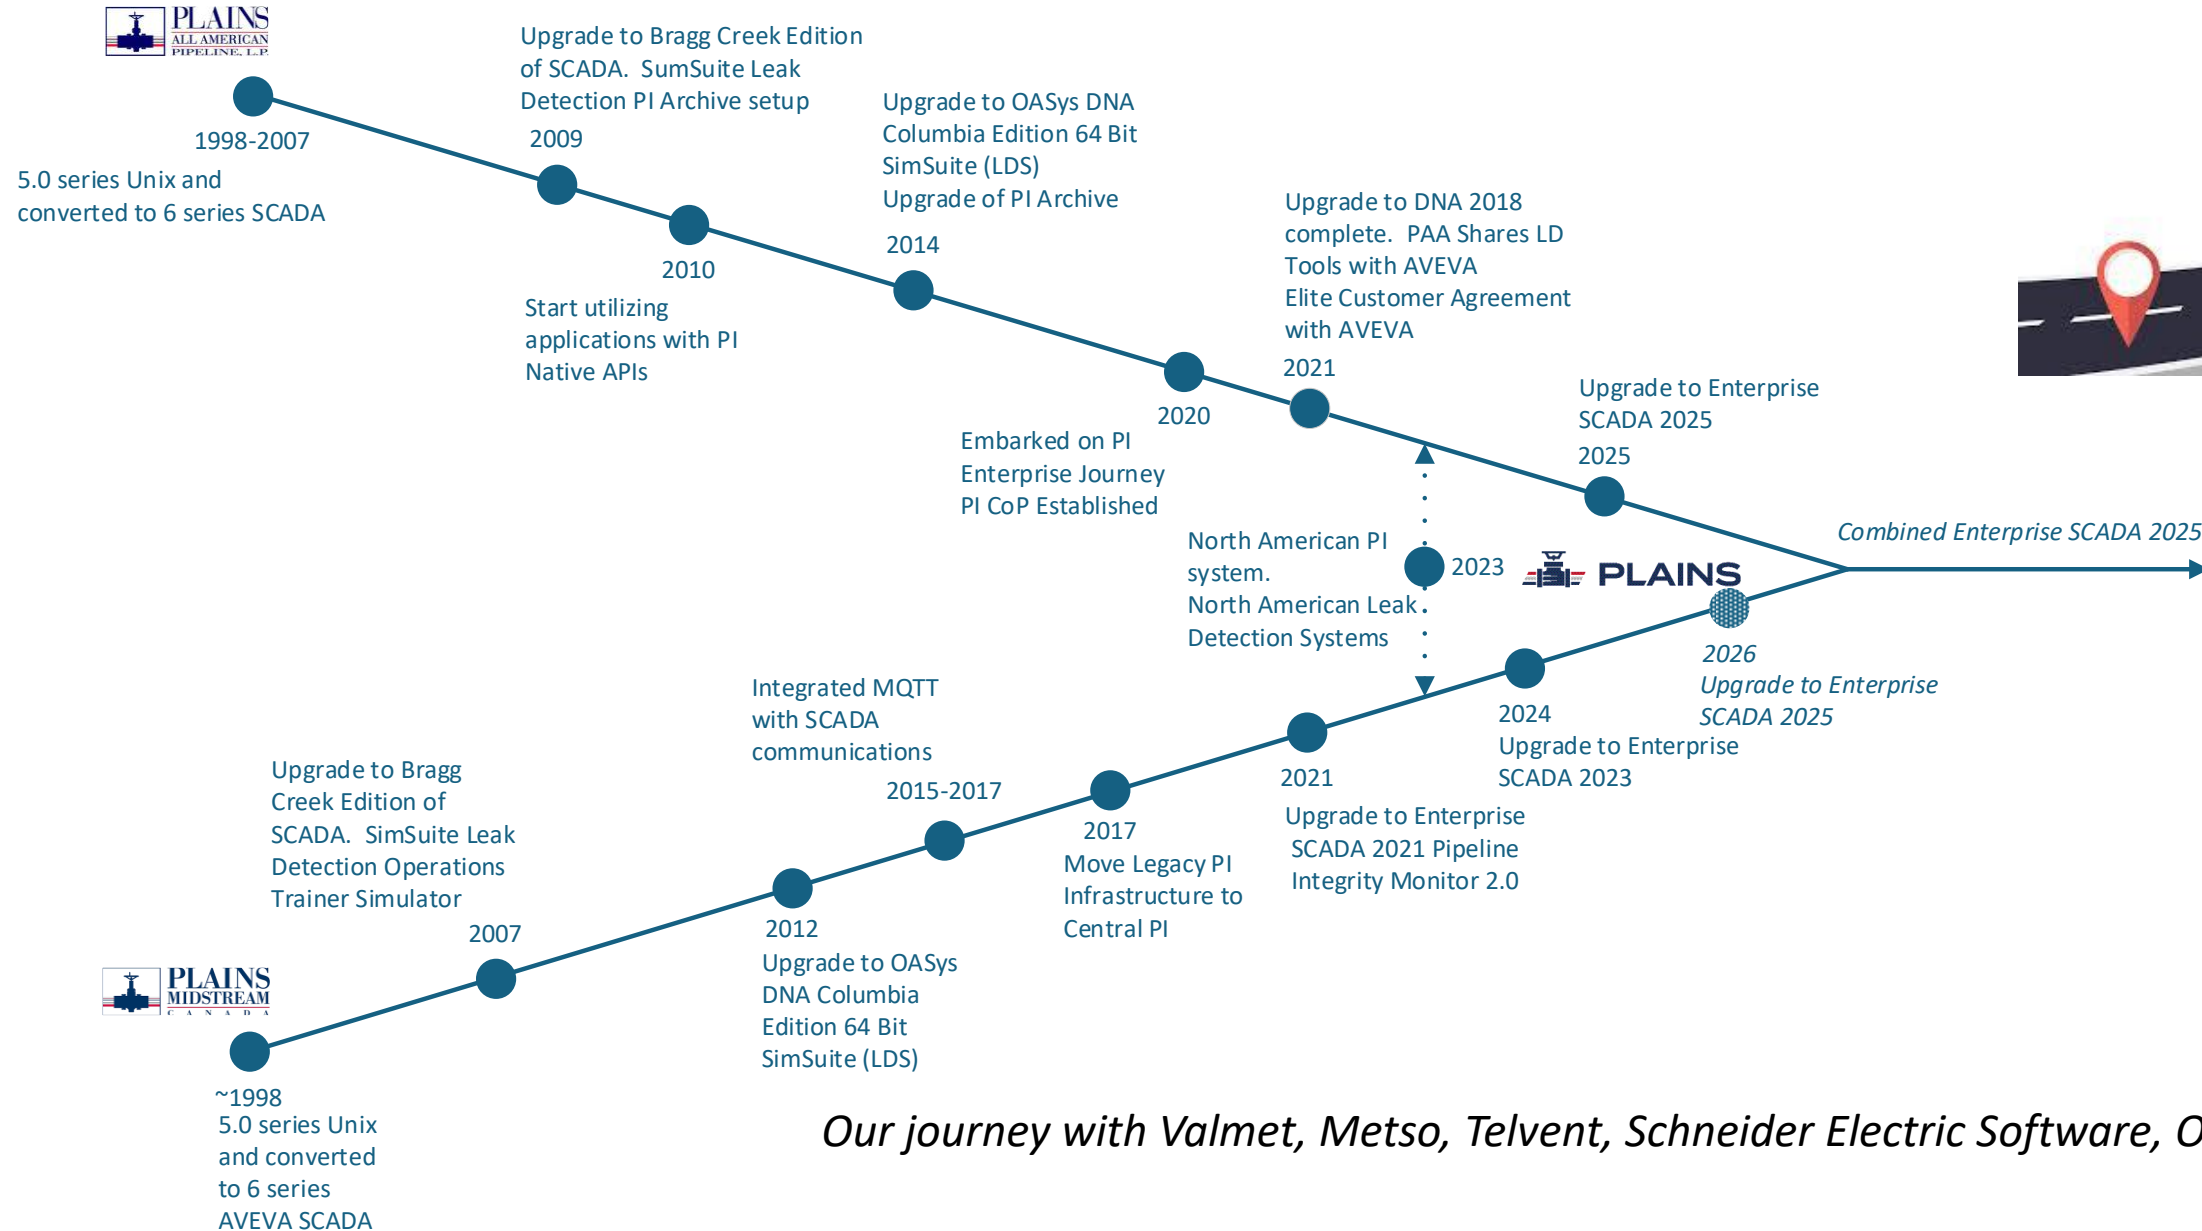 PLAINS
ALL AMERICAN
PIPELINE, L.P.
1998-2007
5.0 series Unix and
converted to 6 series SCADA
Upgrade to Bragg Creek Edition
of SCADA.  SumSuite Leak
Detection PI Archive setup
2009
2010
Start utilizing
applications with PI
Native APIs
Upgrade to OASys DNA
Columbia Edition 64 Bit
SimSuite (LDS)
Upgrade of PI Archive
2014
2020
Embarked on PI
Enterprise Journey
PI CoP Established
Upgrade to DNA 2018
complete.  PAA Shares LD
Tools with AVEVA
Elite Customer Agreement
with AVEVA
2021
Upgrade to Enterprise
SCADA 2025
2025
North American PI
system.
North American Leak
Detection Systems
2023
PLAINS
Combined Enterprise SCADA 2025
PLAINS
MIDSTREAM
CANADA
~1998
5.0 series Unix
and converted
to 6 series
AVEVA SCADA
Upgrade to Bragg
Creek Edition of
SCADA.  SimSuite Leak
Detection Operations
Trainer Simulator
2007
2012
Upgrade to OASys
DNA Columbia
Edition 64 Bit
SimSuite (LDS)
Integrated MQTT
with SCADA
communications
2015-2017
2017
Move Legacy PI
Infrastructure to
Central PI
2021
Upgrade to Enterprise
SCADA 2021 Pipeline
Integrity Monitor 2.0
2024
Upgrade to Enterprise
SCADA 2023
2026
Upgrade to Enterprise
SCADA 2025
Our journey with Valmet, Metso, Telvent, Schneider Electric Software,